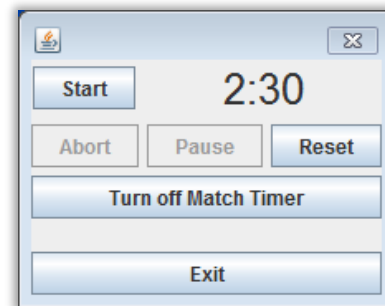 Start 2:30
Abort Pause Reset
Turn off Match Timer
Exit